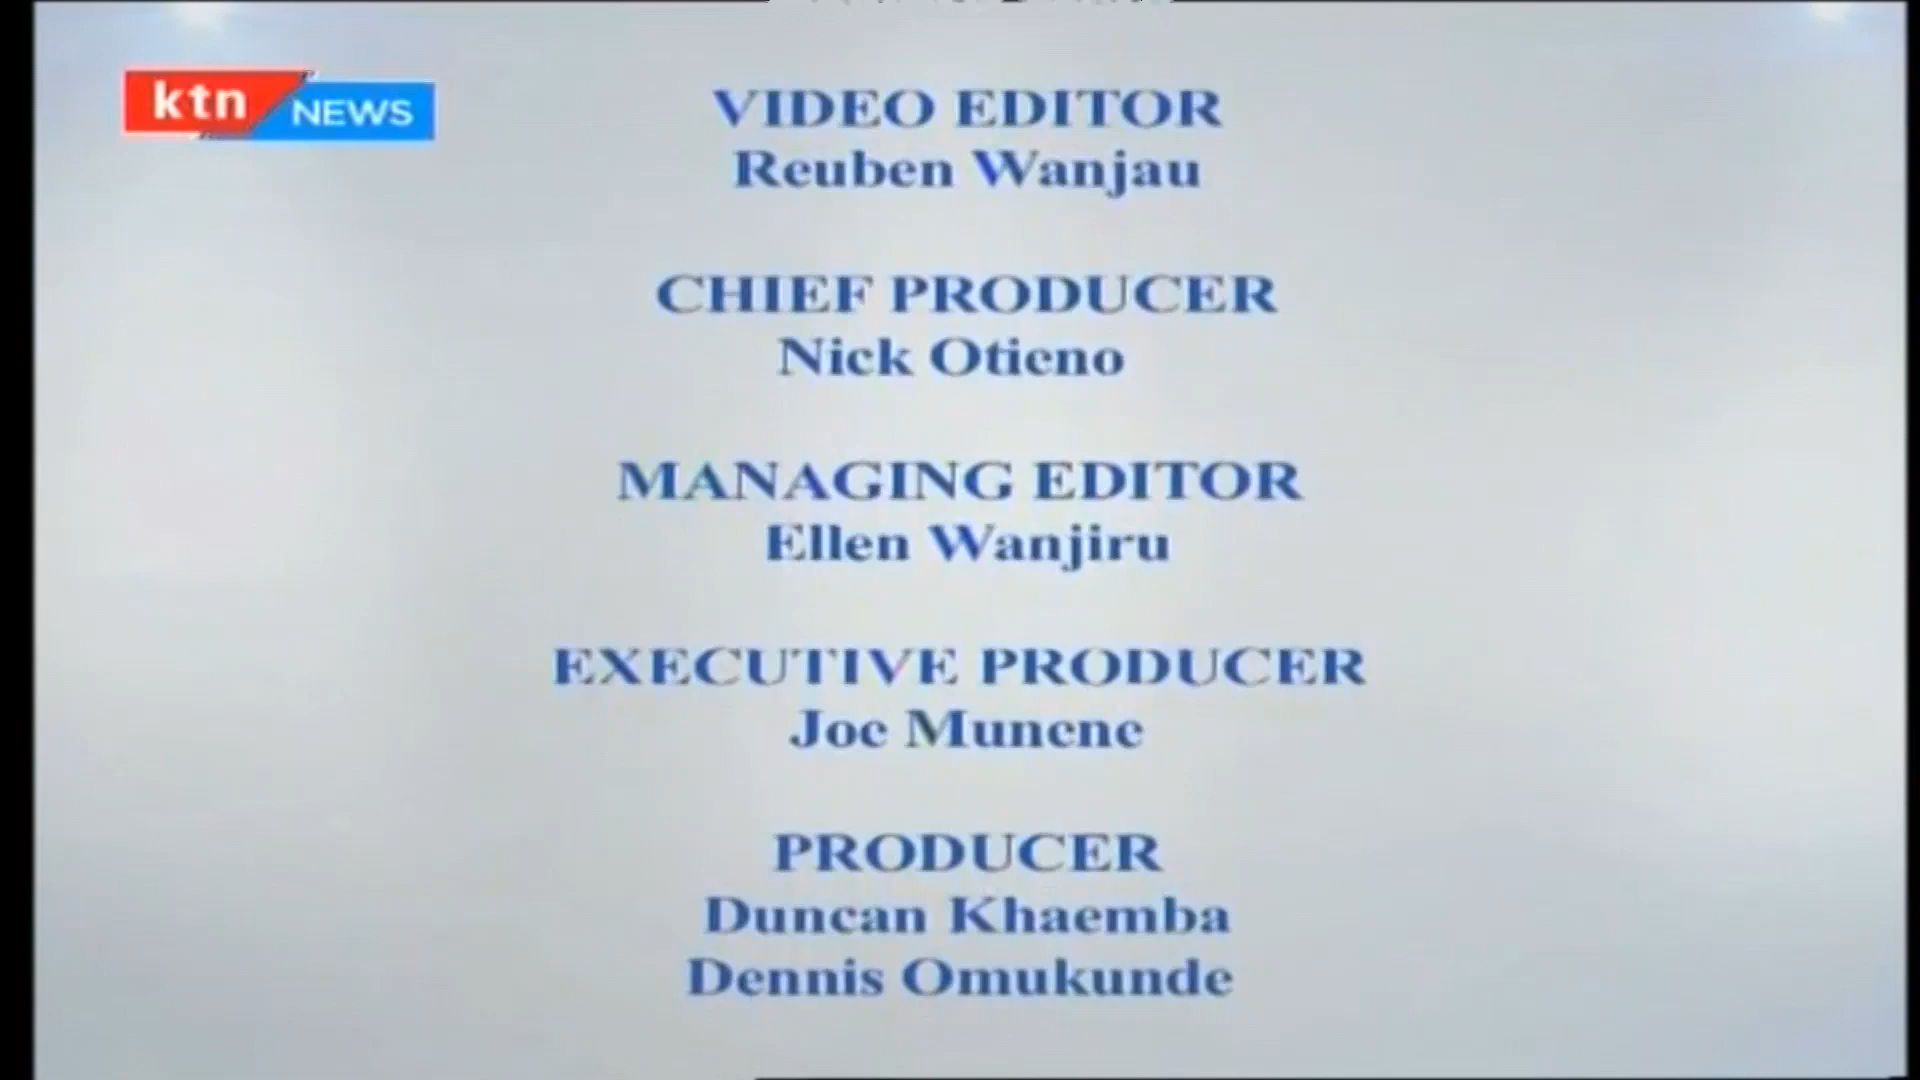 ktn NEWS
VIDEO EDITOR
Reuben Wanjau
CHIEF PRODUCER
Nick Otieno
MANAGING EDITOR
Ellen Wanjiru
EXECUTIVE PRODUCER
Joe Munene
PRODUCER
Duncan Khaemba
Dennis Omukunde